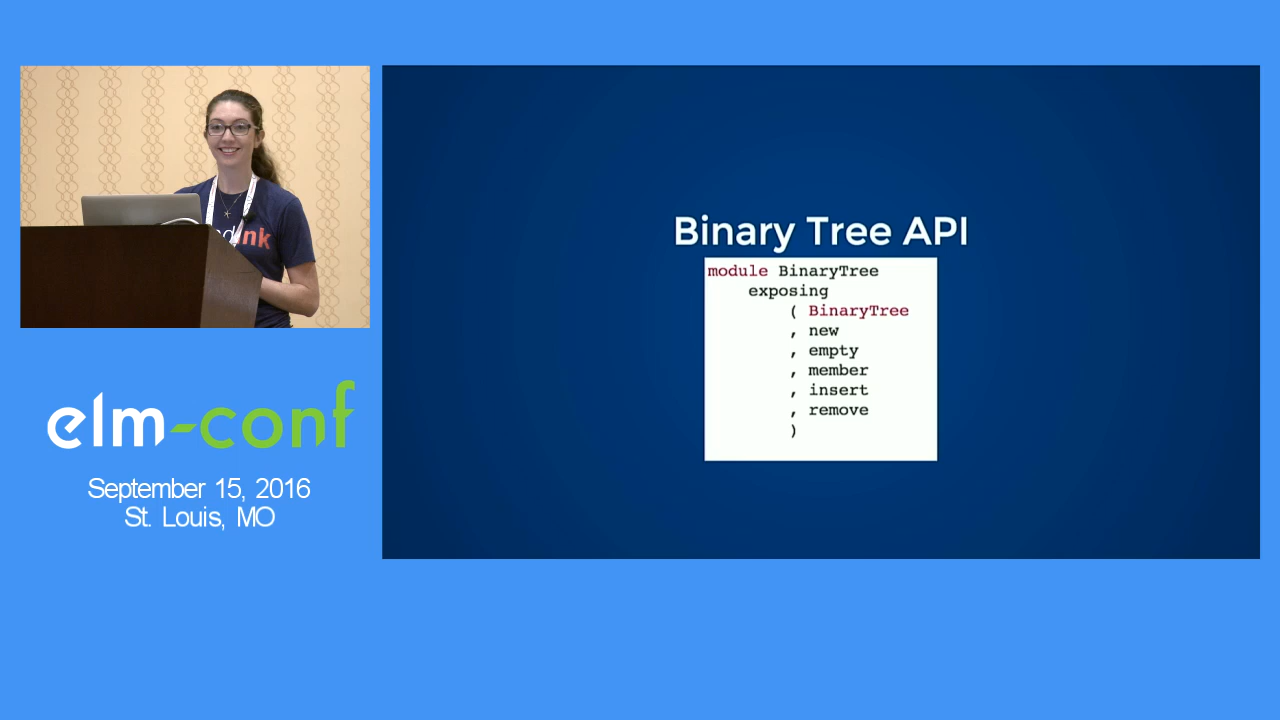 elm-conf
September 15, 2016
St. Louis, MO
Binary Tree API
module BinaryTree
exposing
( BinaryTree
, new
, empty
, member
, insert
, remove
)